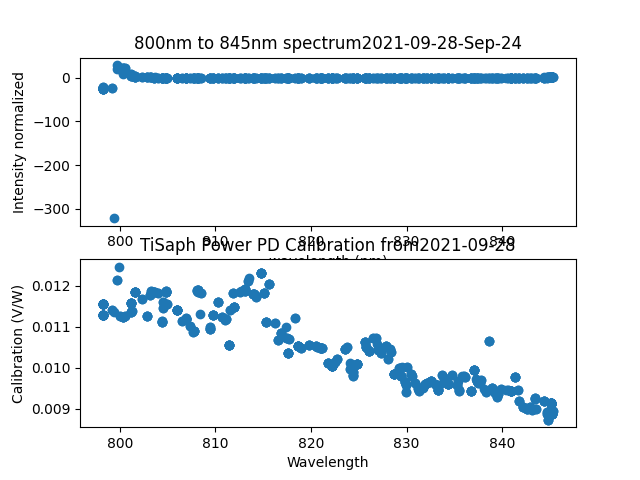 800nm to 845nm spectrum2021-09-28-Sep-24
Intensity normalized
0
−100
−200
−300
800 810 820 830 840
wavelength (nm)
TiSaph Power PD Calibration from2021-09-28
Calibration (V/W)
0.012
0.011
0.010
0.009
800 810 820 830 840
Wavelength